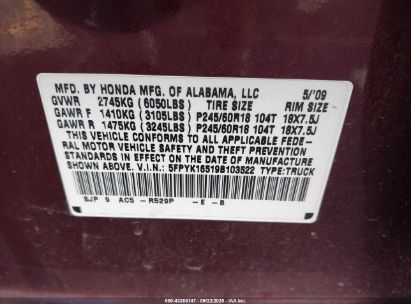 MFD. BY HONDA MFG. OF ALABAMA, LLC 5/'09
GVWR 2745KG (6050LBS) TIRE SIZE RIM SIZE
GAWR F 1410KG (3105LBS) P245/60R18 104T 18X7.5J
GAWR R 1475KG (3245LBS) P245/60R18 104T 18X7.5J
THIS VEHICLE CONFORMS TO ALL APPLICABLE FEDE-
RAL MOTOR VEHICLE SAFETY AND THEFT PREVENTION
STANDARDS IN EFFECT ON THE DATE OF MANUFACTURE
SHOWN ABOVE. V.I.N.: 5FPYK16519B103522 TYPE:TRUCK
SJP 9 AC5 - R529P -E -B